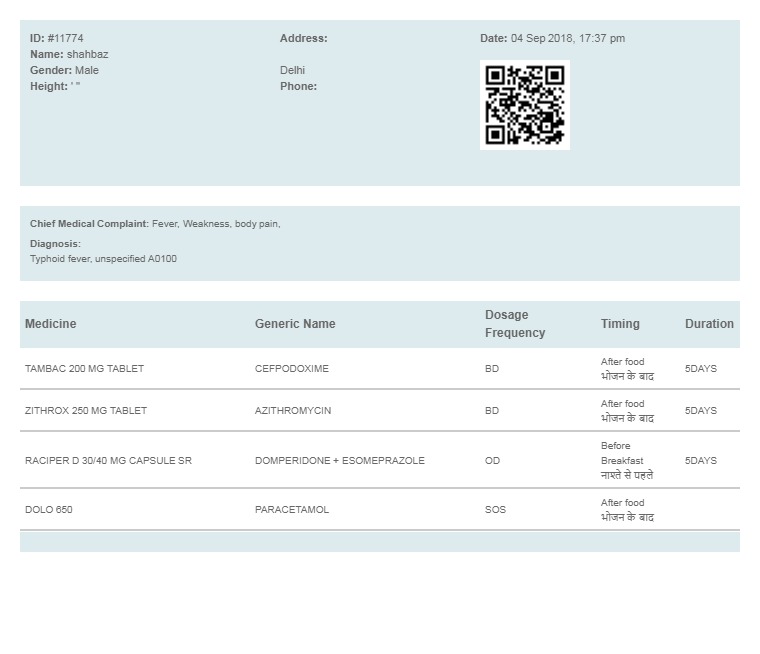 ID: #11774
Name: shahbaz
Gender: Male
Height: ' "
Address:
Delhi
Phone:
Date: 04 Sep 2018, 17:37 pm
Chief Medical Complaint: Fever, Weakness, body pain,
Diagnosis:
Typhoid fever, unspecified A0100
Medicine Generic Name Dosage Frequency Timing Duration
TAMBAC 200 MG TABLET CEFPODOXIME BD After food 5DAYS
भोजन के बाद
ZITHROX 250 MG TABLET AZITHROMYCIN BD After food 5DAYS
भोजन के बाद
RACIPER D 30/40 MG CAPSULE SR DOMPERIDONE + ESOMEPRAZOLE OD Before Breakfast 5DAYS
नाश्ते से पहले
DOLO 650 PARACETAMOL SOS After food
भोजन के बाद